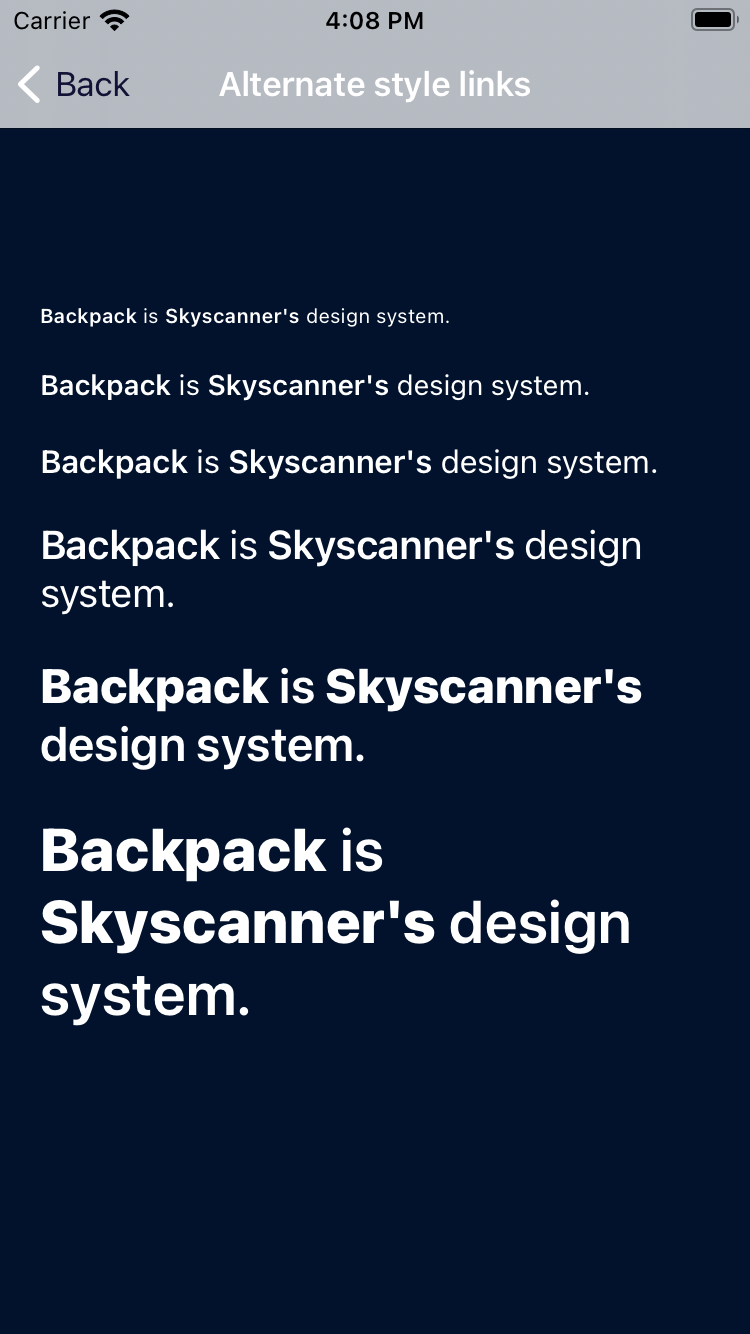 Carrier 4:08 PM
Back Alternate style links
Backpack is Skyscanner's design system.
Backpack is Skyscanner's design system.
Backpack is Skyscanner's design system.
Backpack is Skyscanner's design
system.
Backpack is Skyscanner's
design system.
Backpack is
Skyscanner's design
system.